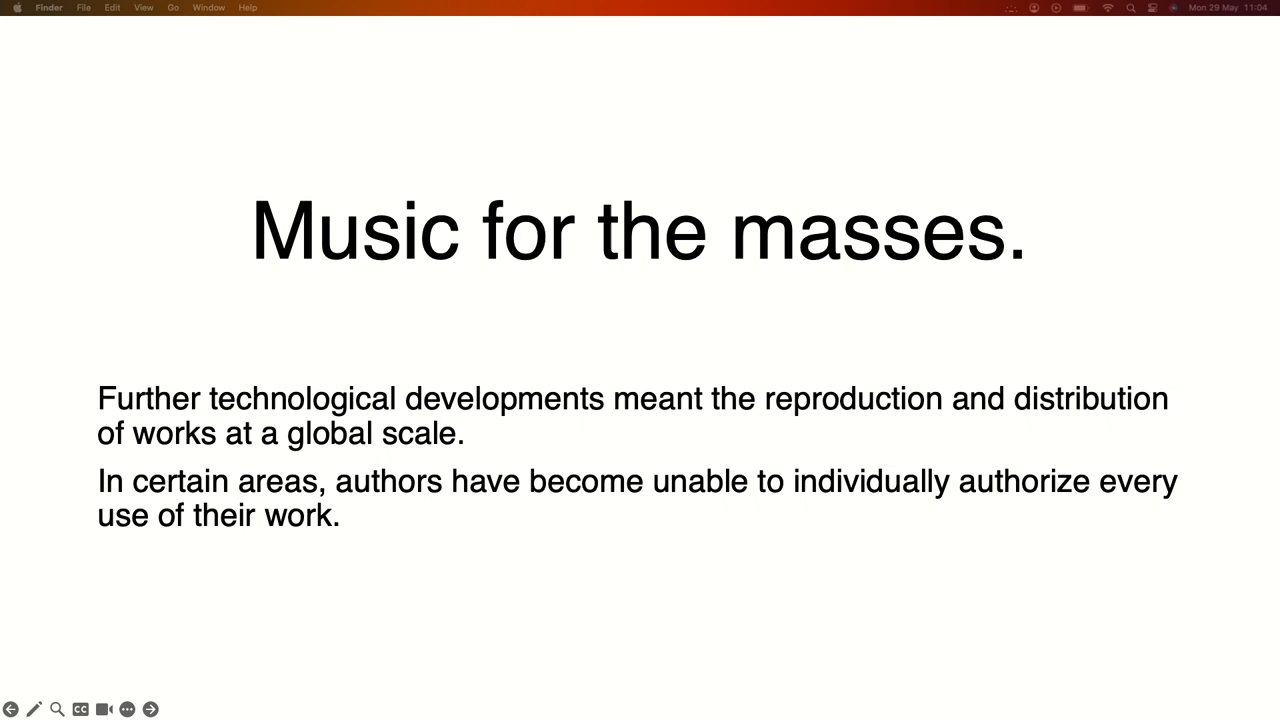 Finder File Edit View Go Window Help Mon 29 May 11:04
Music for the masses.
Further technological developments meant the reproduction and distribution
of works at a global scale.
In certain areas, authors have become unable to individually authorize every
use of their work.
CC